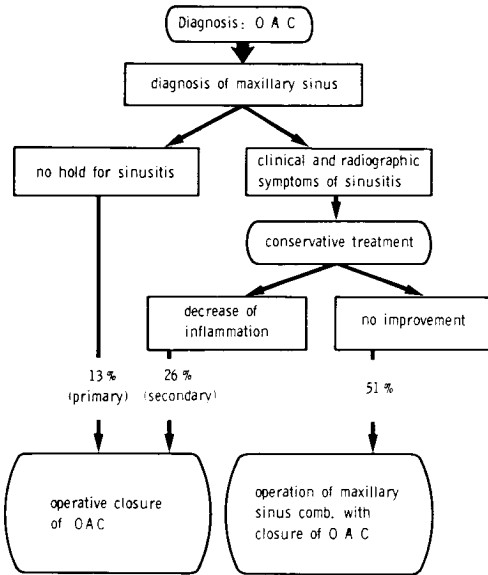 Diagnosis: O A C
diagnosis of maxillary sinus
no hold for sinusitis
clinical and radiographic
symptoms of sinusitis
conservative treatment
decrease of
inflammation
no improvement
13 %
(primary)
26 %
(secondary)
51 %
operative closure
of OAC
operation of maxillary
sinus comb. with
closure of O A C